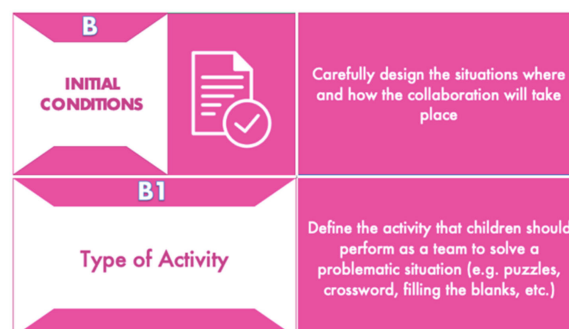 B
INITIAL
CONDITIONS
Carefully design the situations where
and how the collaboration will take
place
B1
Type of Activity
Define the activity that children should
perform as a team to solve a
problematic situation (e.g. puzzles,
crossword, filling the blanks, etc.)